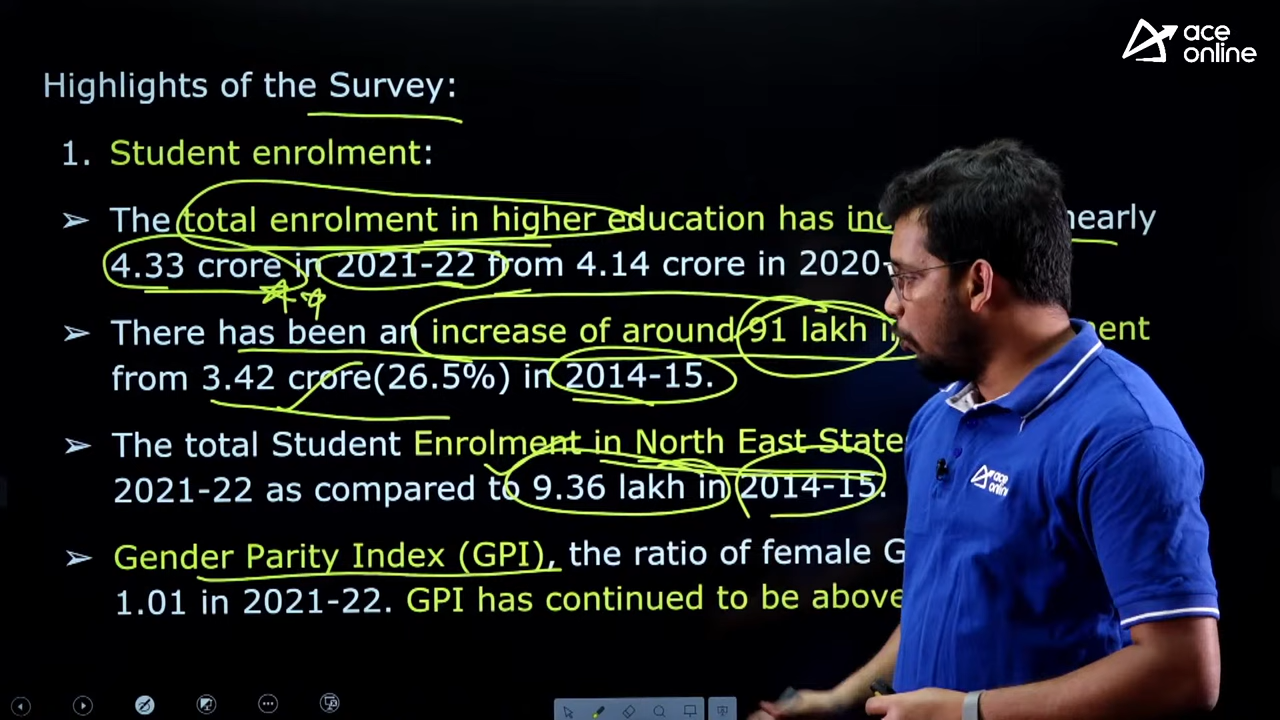 ace
online
Highlights of the Survey:
1. Student enrolment:
➢ The total enrolment in higher education has nearly
4.33 crore in 2021-22 from 4.14 crore in 2020-
➢ There has been an increase of around 91 lakh
from 3.42 crore(26.5%) in 2014-15.
➢ The total Student Enrolment in North East State
2021-22 as compared to 9.36 lakh in 2014-15.
➢ Gender Parity Index (GPI), the ratio of female G
1.01 in 2021-22. GPI has continued to be above
ace
online